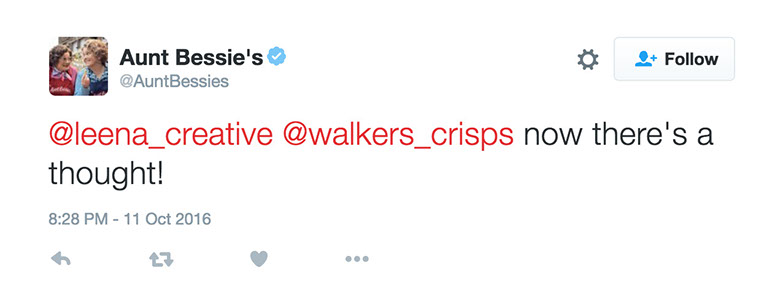 Aunt Bessie's
@AuntBessies
Follow
@leena_creative @walkers_crisps now there's a
thought!
8:28 PM - 11 Oct 2016